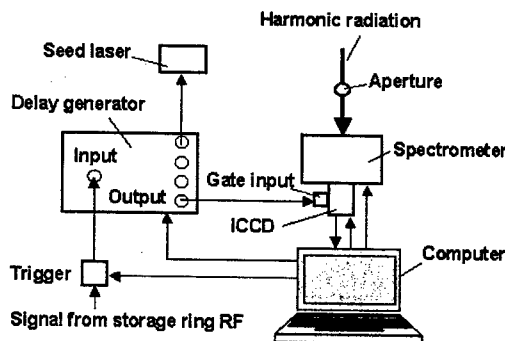 Harmonic radiation
Seed laser
Aperture
Delay generator
Input
Spectrometer
Output
Gate input
iCCD
Computer
Trigger
Signal from storage ring RF